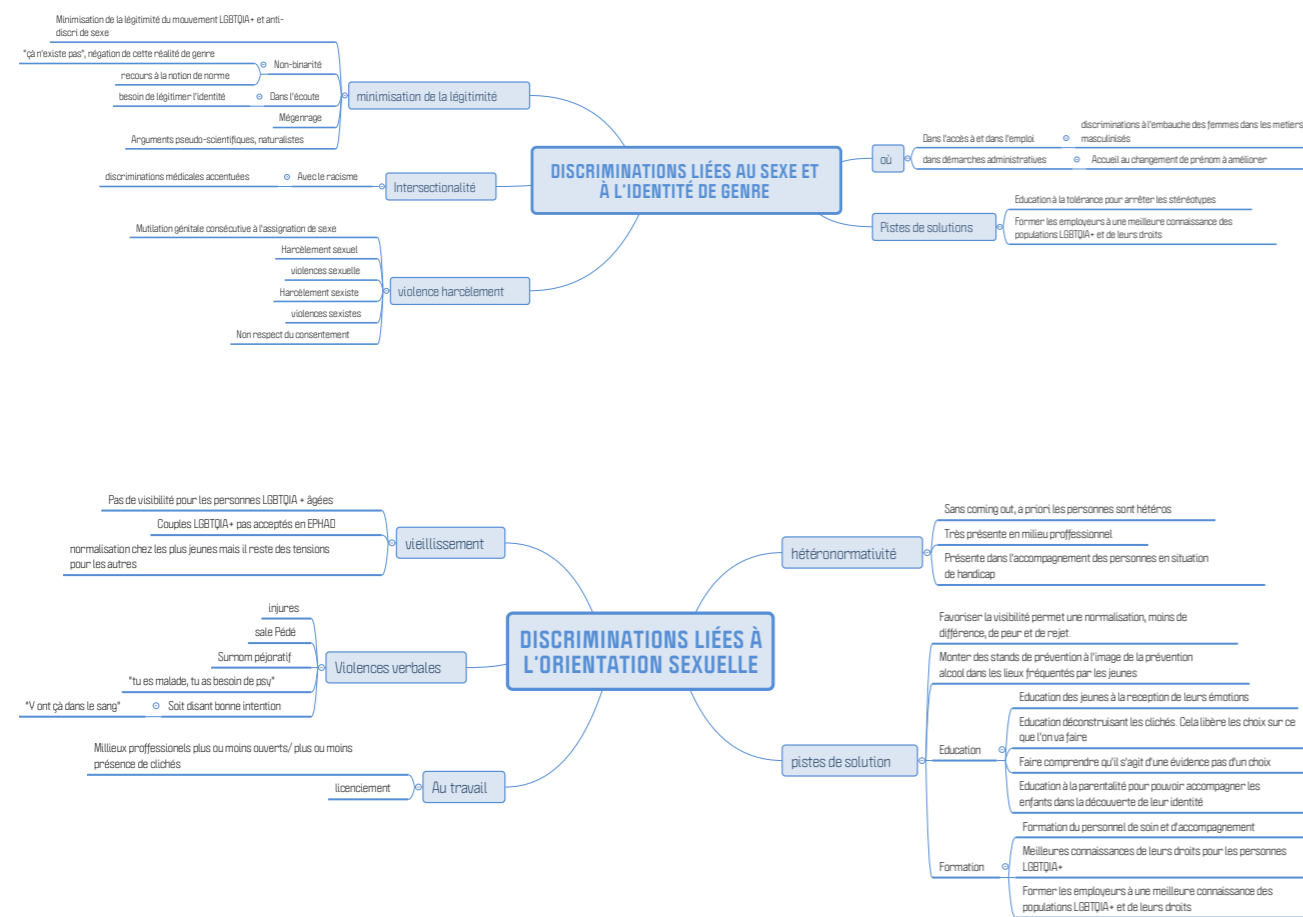 DISCRIMINATIONS LIÉES AU SEXE ET
À L'IDENTITÉ DE GENRE
minimisation de la légitimité
Minimisation de la légitimité du mouvement LGBTQIA+ et anti-
discri de sexe
Non-binarité
"çà n'existe pas", négation de cette réalité de genre
recours à la notion de norme
Dans l'écoute
besoin de légitimer l'identité
Mégenrage
Arguments pseudo-scientifiques, naturalistes
Intersectionalité
Avec le racisme
discriminations médicales accentuées
violence harcèlement
Mutilation génitale consécutive à l'assignation de sexe
Harcèlement sexuel
violences sexuelle
Harcèlement sexiste
violences sexistes
Non respect du consentement
où
Dans l'accès à et dans l'emploi
discriminations à l'embauche des femmes dans les metiers
masculinisés
dans démarches administratives
Accueil au changement de prénom à améliorer
Pistes de solutions
Education à la tolérance pour arrêter les stéréotypes
Former les employeurs à une meilleure connaissance des
populations LGBTQIA+ et de leurs droits
DISCRIMINATIONS LIÉES À
L'ORIENTATION SEXUELLE
vieillissement
Pas de visibilité pour les personnes LGBTQIA + âgées
Couples LGBTQIA+ pas acceptés en EPHAD
normalisation chez les plus jeunes mais il reste des tensions
pour les autres
Violences verbales
injures
sale Pédé
Surnom péjoratif
"tu es malade, tu as besoin de psy"
Soit disant bonne intention
"V ont çà dans le sang"
Au travail
Millieux proffessionels plus ou moins ouverts/ plus ou moins
présence de clichés
licenciement
hétéronormativité
Sans coming out, a priori les personnes sont hétéros
Très présente en milieu proffessionnel
Présente dans l'accompagnement des personnes en situation
de handicap
pistes de solution
Favoriser la visibilité permet une normalisation, moins de
différence, de peur et de rejet.
Monter des stands de prévention à l'image de la prévention
alcool dans les lieux fréquentés par les jeunes
Education
Education des jeunes à la reception de leurs émotions
Education déconstruisant les clichés. Cela libère les choix sur ce
que l'on va faire
Faire comprendre qu'il s'agit d'une évidence pas d'un choix
Education à la parentalité pour pouvoir accompagner les
enfants dans la découverte de leur identité
Formation
Formation du personnel de soin et d'accompagnement
Meilleures connaissances de leurs droits pour les personnes
LGBTQIA+
Former les employeurs à une meilleure connaissance des
populations LGBTQIA+ et de leurs droits